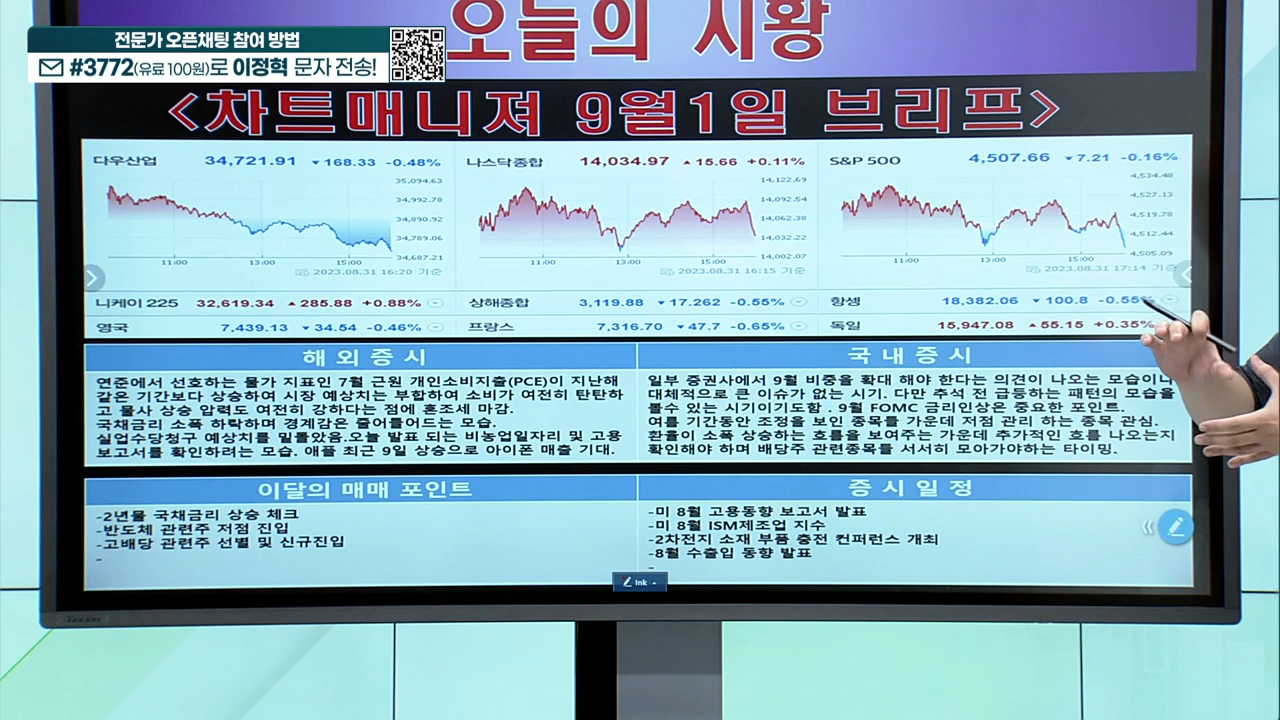 전문가 오픈채팅 참여 방법
#3772(유료 100원)로 이정혁 문자 전송!
오늘의 시황
<차트매니져 9월1일 브리프>
다우산업 34,721.91 ▼168.33 -0.48%
35,094.63
34,992.78
34,890.92
34,789.06
34,687.21
11:00 13:00 15:00
2023.08.31 16:20 기준
나스닥종합 14,034.97 ▲15.66 +0.11%
14,122.69
14,092.54
14,062.38
14,032.22
14,002.07
11:00 13:00 15:00
2023.08.31 16:15 기준
S&P 500 4,507.66 ▼7.21 -0.16%
4,534.48
4,527.13
4,519.78
4,512.44
4,505.09
11:00 13:00 15:00
2023.08.31 17:14 기준
니케이 225 32,619.34 ▲285.88 +0.88%
상해종합 3,119.88 ▼17.262 -0.55%
항셍 18,382.06 ▼100.8 -0.55%
영국 7,439.13 ▼34.54 -0.46%
프랑스 7,316.70 ▼47.7 -0.65%
독일 15,947.08 ▲55.15 +0.35%
해외증시
연준에서 선호하는 물가 지표인 7월 근원 개인소비지출(PCE)이 지난해
같은 기간보다 상승하여 시장 예상치는 부합하여 소비가 여전히 탄탄하
고 물사 상승 압력도 여전히 강하다는 점에 혼조세 마감.
국채금리 소폭 하락하며 경계감은 줄어들어드는 모습.
실업수당청구 예상치를 밑돌았음.오늘 발표 되는 비농업일자리 및 고용
보고서를 확인하려는 모습. 애플 최근 9일 상승으로 아이폰 매출 기대.
국내증시
일부 증권사에서 9월 비중을 확대 해야 한다는 의견이 나오는 모습이나
대체적으로 큰 이슈가 없는 시기. 다만 추석 전 급등하는 패턴의 모습을
볼수 있는 시기이기도함 . 9월 FOMC 금리인상은 중요한 포인트.
여름 기간동안 조정을 보인 종목들 가운데 저점 관리 하는 종목 관심.
환율이 소폭 상승하는 흐름을 보여주는 가운데 추가적인 흐름 나오는지
확인해야 하며 배당주 관련종목를 서서히 모아가야하는 타이밍.
이달의 매매 포인트
-2년물 국채금리 상승 체크
-반도체 관련주 저점 진입
-고배당 관련주 선별 및 신규진입
-
증시일정
-미 8월 고용동향 보고서 발표
-미 8월 ISM제조업 지수
-2차전지 소재 부품 충전 컨퍼런스 개최
-8월 수출입 동향 발표
-
Ink